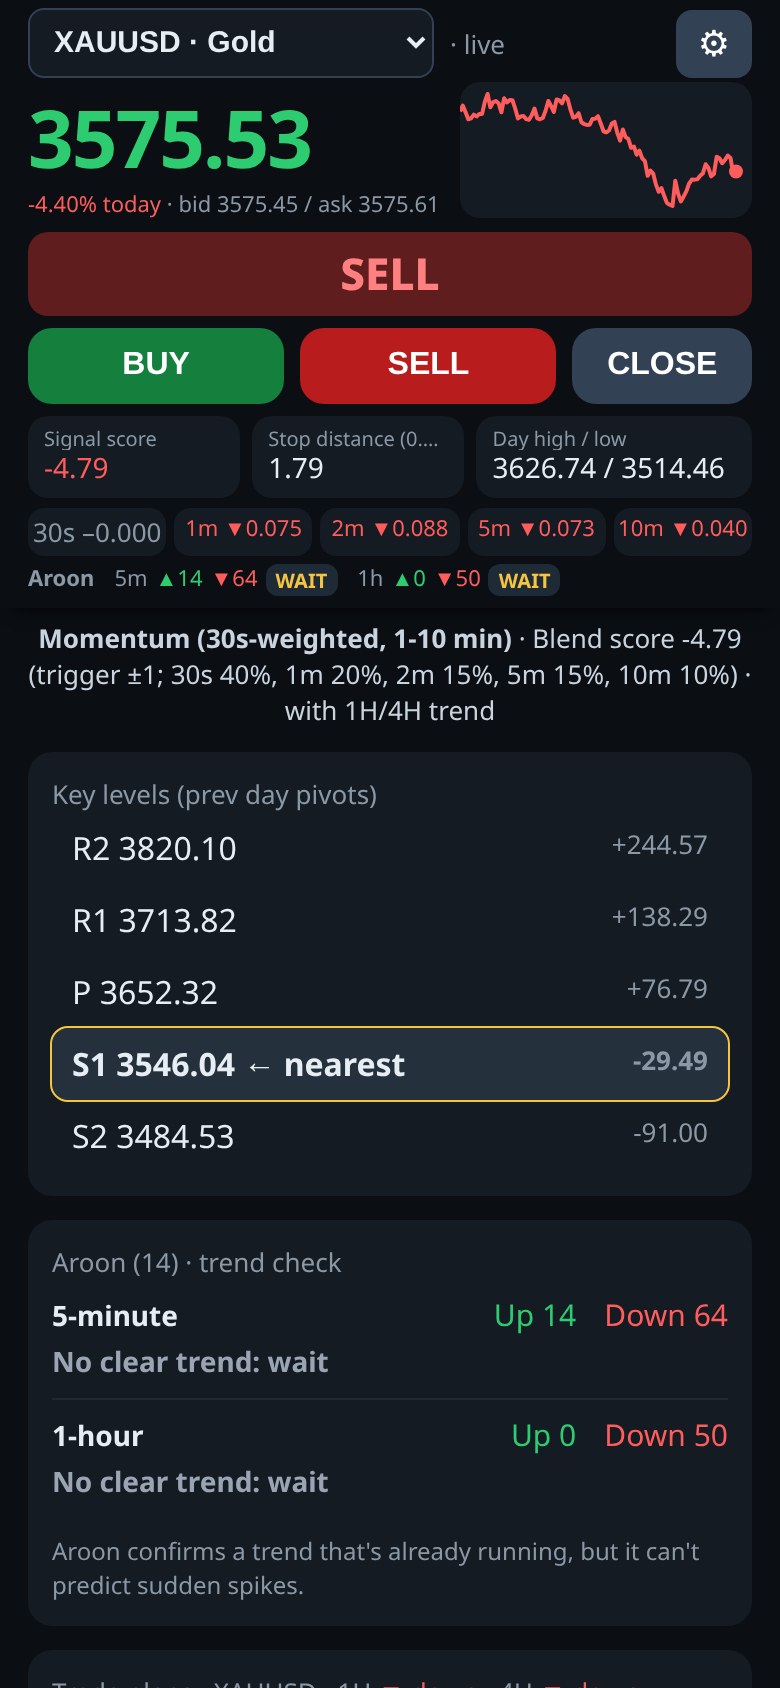 XAUUSD · Gold
· live
3575.53
-4.40% today · bid 3575.45 / ask 3575.61
SELL
BUY SELL CLOSE
Signal score
-4.79
Stop distance (0....
1.79
Day high / low
3626.74 / 3514.46
30s –0.000 1m ▼0.075 2m ▼0.088 5m ▼0.073 10m ▼0.040
Aroon 5m ▲14 ▼64 WAIT 1h ▲0 ▼50 WAIT
Momentum (30s-weighted, 1-10 min) · Blend score -4.79
(trigger ±1; 30s 40%, 1m 20%, 2m 15%, 5m 15%, 10m 10%) ·
with 1H/4H trend
Key levels (prev day pivots)
R2 3820.10 +244.57
R1 3713.82 +138.29
P 3652.32 +76.79
S1 3546.04 ← nearest -29.49
S2 3484.53 -91.00
Aroon (14) · trend check
5-minute Up 14 Down 64
No clear trend: wait
1-hour Up 0 Down 50
No clear trend: wait
Aroon confirms a trend that's already running, but it can't
predict sudden spikes.